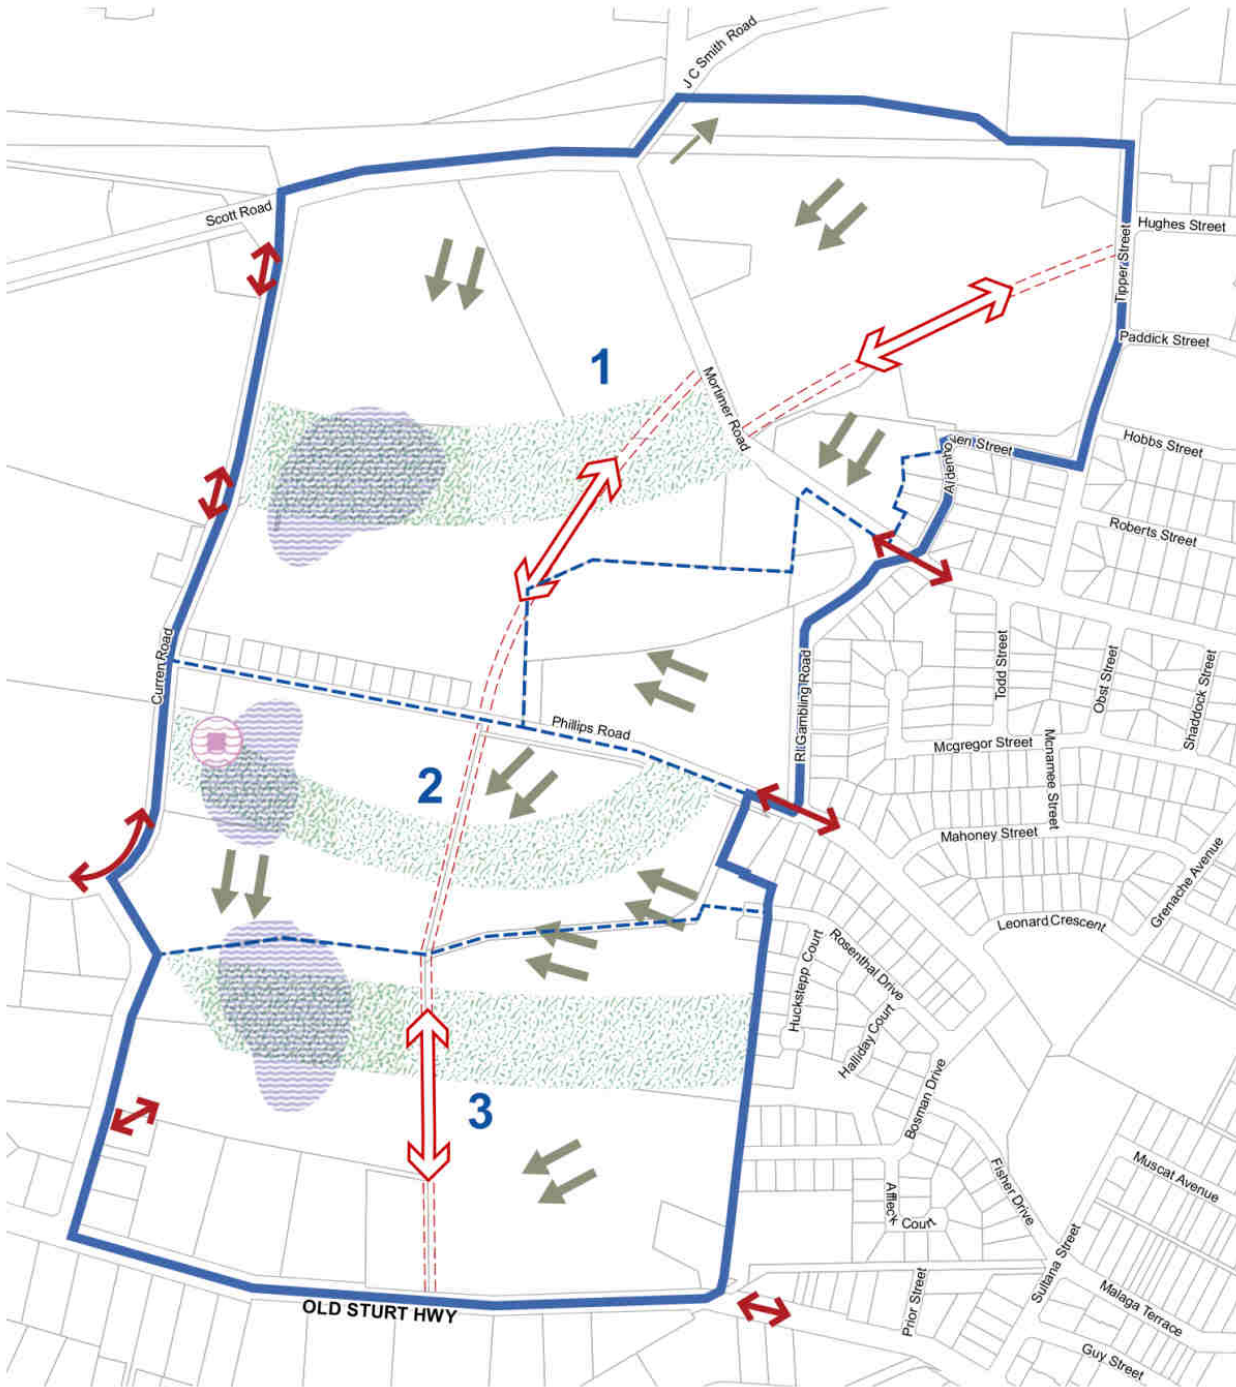 J C Smith Road
Scott Road
Hughes Street
Tipper Street
Paddick Street
1
Mortimer Road
Hobbs Street
Aldenhoven Street
Roberts Street
Curren Road
Todd Street
Obst Street
Shaddock Street
RL Gambling Road
Phillips Road
Mcgregor Street
Mcnamee Street
2
Mahoney Street
Grenache Avenue
Leonard Crescent
Rosenthal Drive
Huckstepp Court
Halliday Court
3
Bosman Drive
Fisher Drive
Muscat Avenue
Affleck Court
Sultana Street
Prior Street
Malaga Terrace
OLD STURT HWY
Guy Street